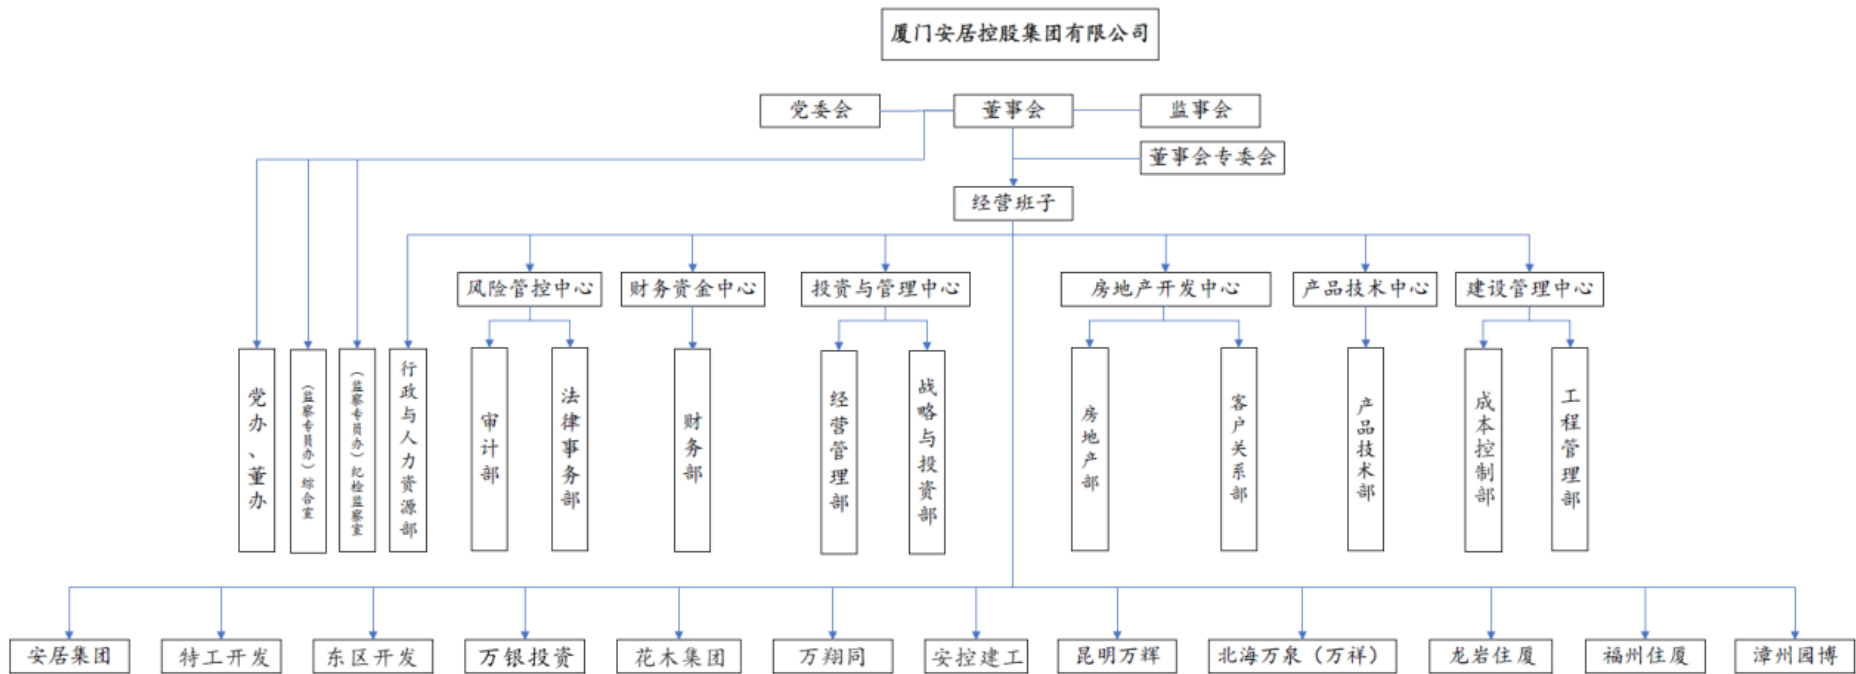 厦门安居控股集团有限公司
党委会
董事会
监事会
董事会专委会
经营班子
风险管控中心
财务资金中心
投资与管理中心
房地产开发中心
产品技术中心
建设管理中心
党办、董办
（监察专员办）综合室
（监察专员办）纪检监察室
行政与人力资源部
审计部
法律事务部
财务部
经营管理部
战略与投资部
房地产部
客户关系部
产品技术部
成本控制部
工程管理部
安居集团
特工开发
东区开发
万银投资
花木集团
万翔同
安控建工
昆明万辉
北海万泉（万祥）
龙岩住厦
福州住厦
漳州园博